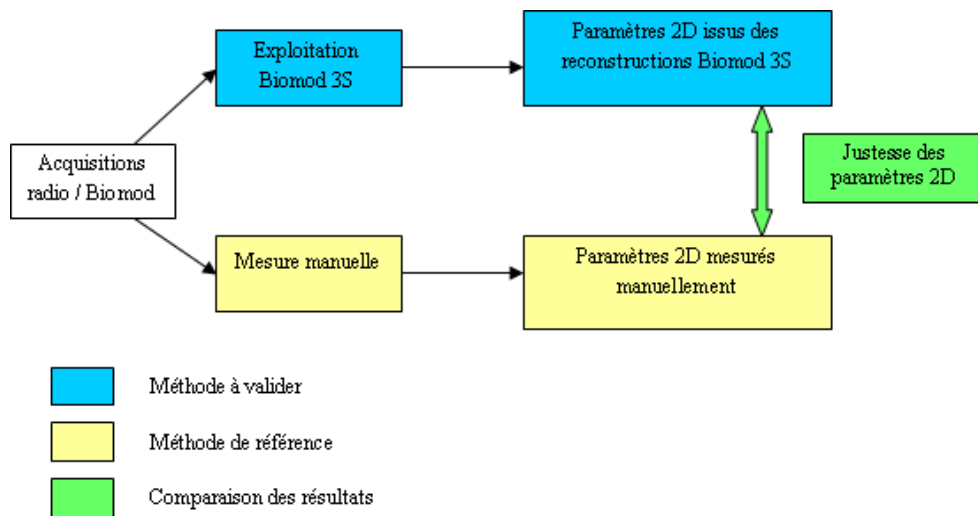 Exploitation
Biomod 3S
Paramètres 2D issus des
reconstructions Biomod 3S
Acquisitions
radio / Biomod
Justesse des
paramètres 2D
Mesure manuelle
Paramètres 2D mesurés
manuellement
Méthode à valider
Méthode de référence
Comparaison des résultats